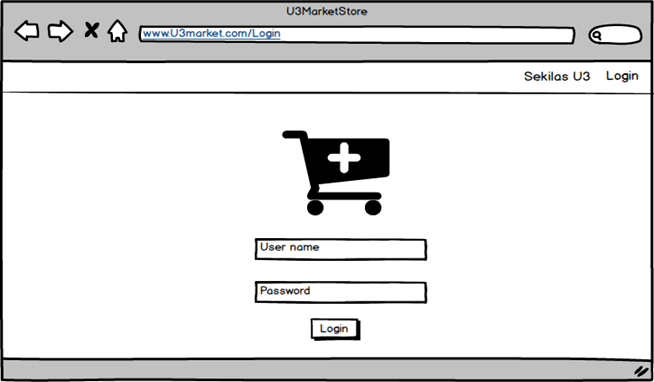 U3MarketStore
www.U3market.com/Login
Sekilas U3 Login
User name
Password
Login